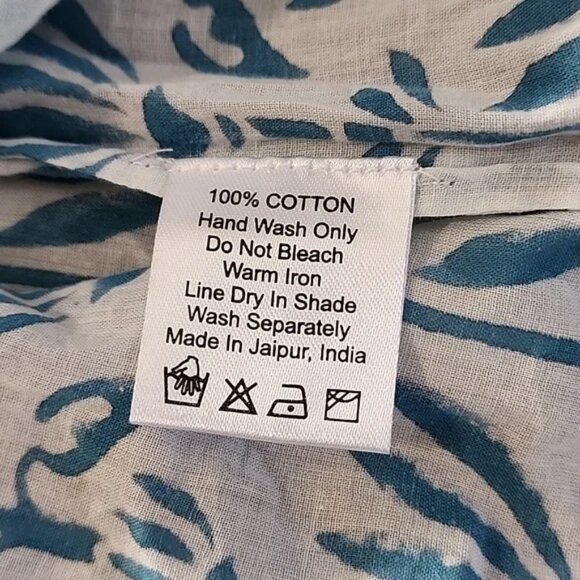 100% COTTON
Hand Wash Only
Do Not Bleach
Warm Iron
Line Dry In Shade
Wash Separately
Made In Jaipur, India